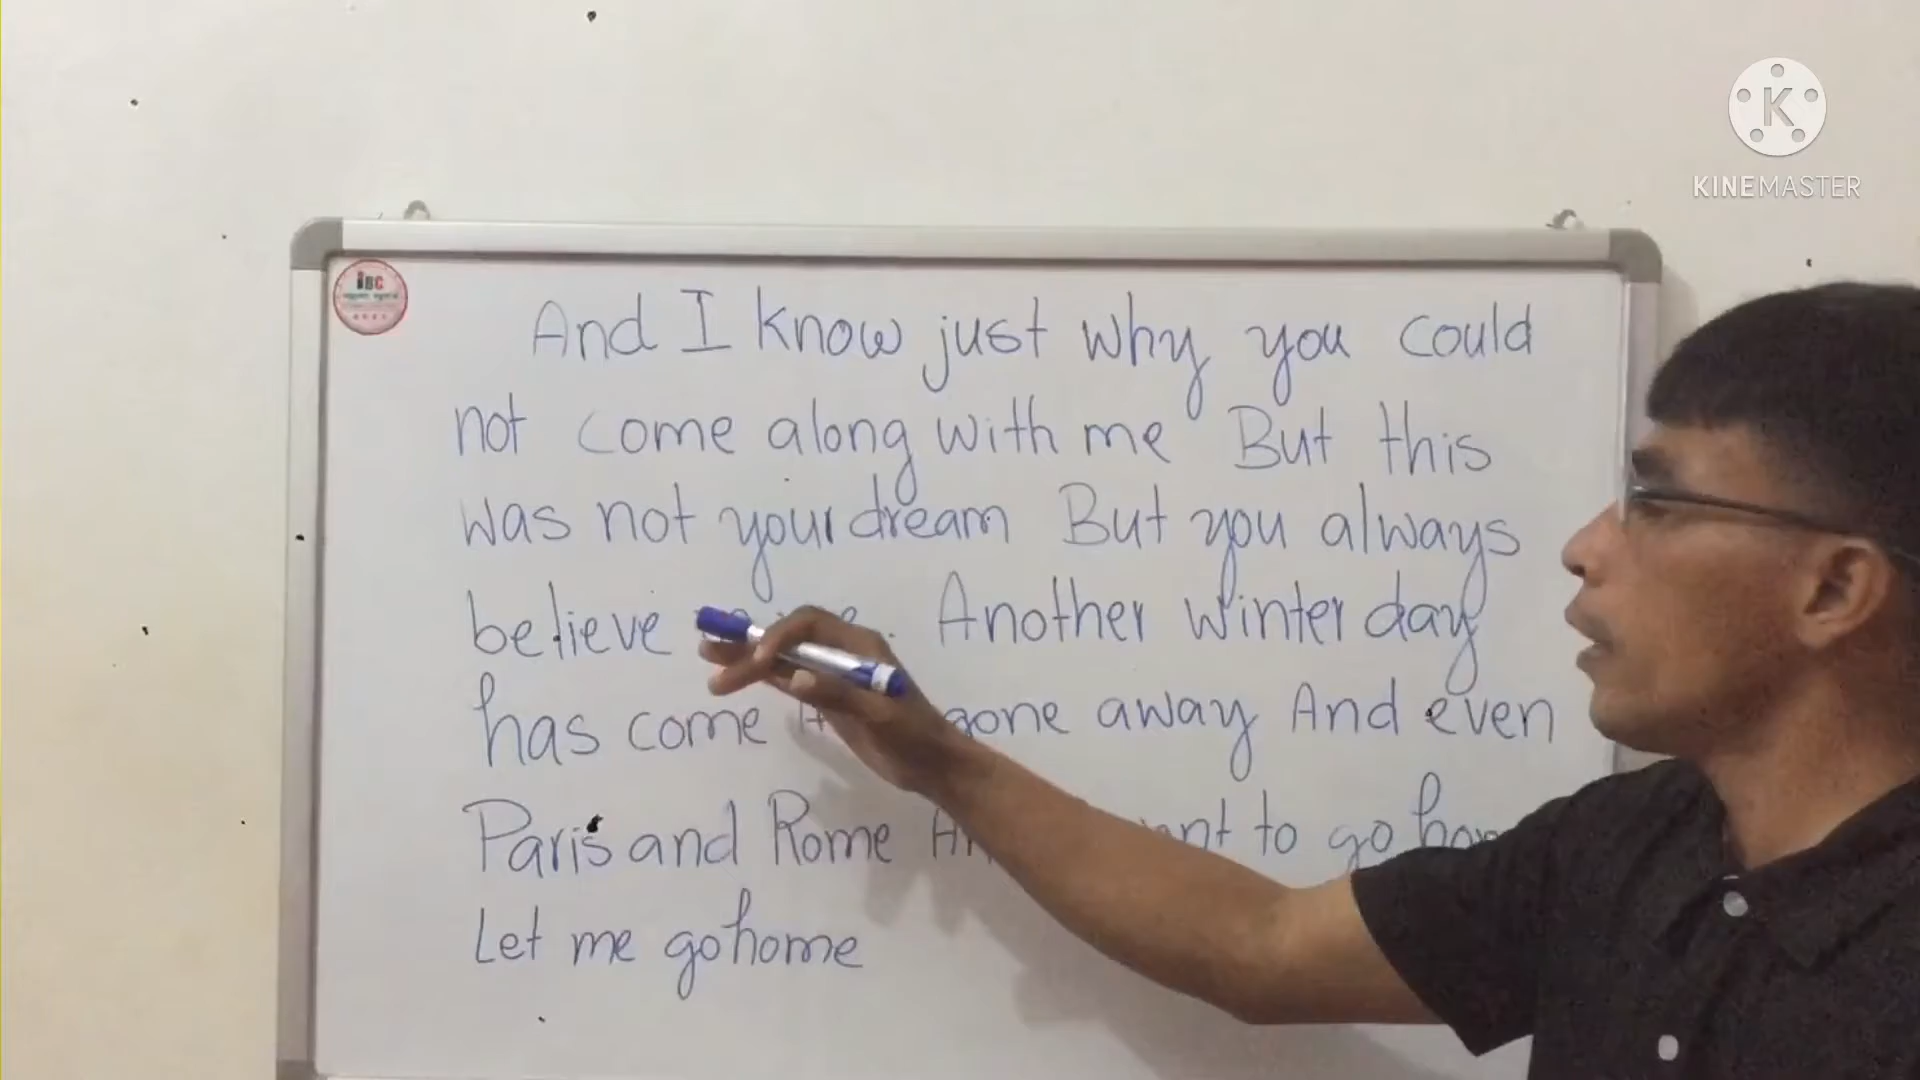 KINEMASTER
iBC
And I know just why you could
not come along with me But this
was not your dream But you always
believe Another winter day
has come gone away And even
Paris and Rome to go
Let me go home